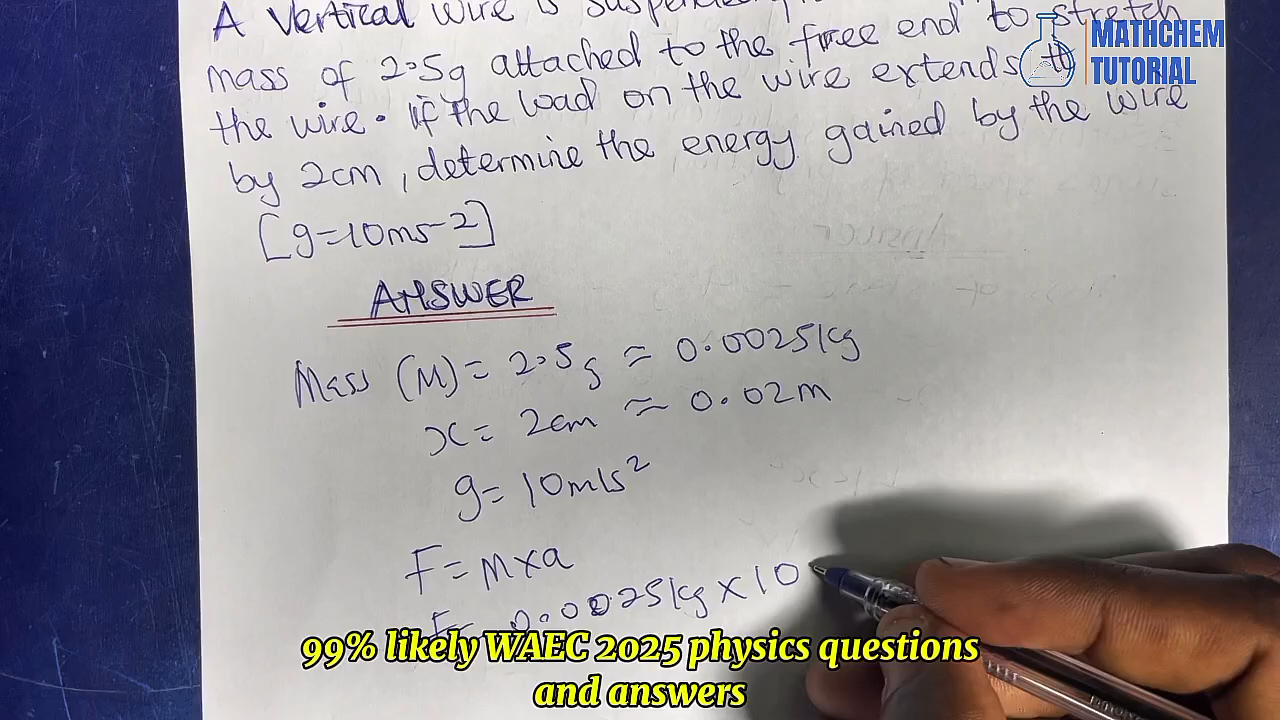 A Vertical wire is suspended
mass of 2.5g attached to the free end to stretch
the wire. if the load on the wire extends
by 2cm, determine the energy gained by the wire
[g=10ms-2]
ANSWER
Mass (M) = 2.5g ≈ 0.0025kg
x = 2cm ≈ 0.02m
g = 10m/s²
F = M x a
F = 0.0025kg x 10
MATHCHEM
TUTORIAL
99% likely WAEC 2025 physics questions
and answers